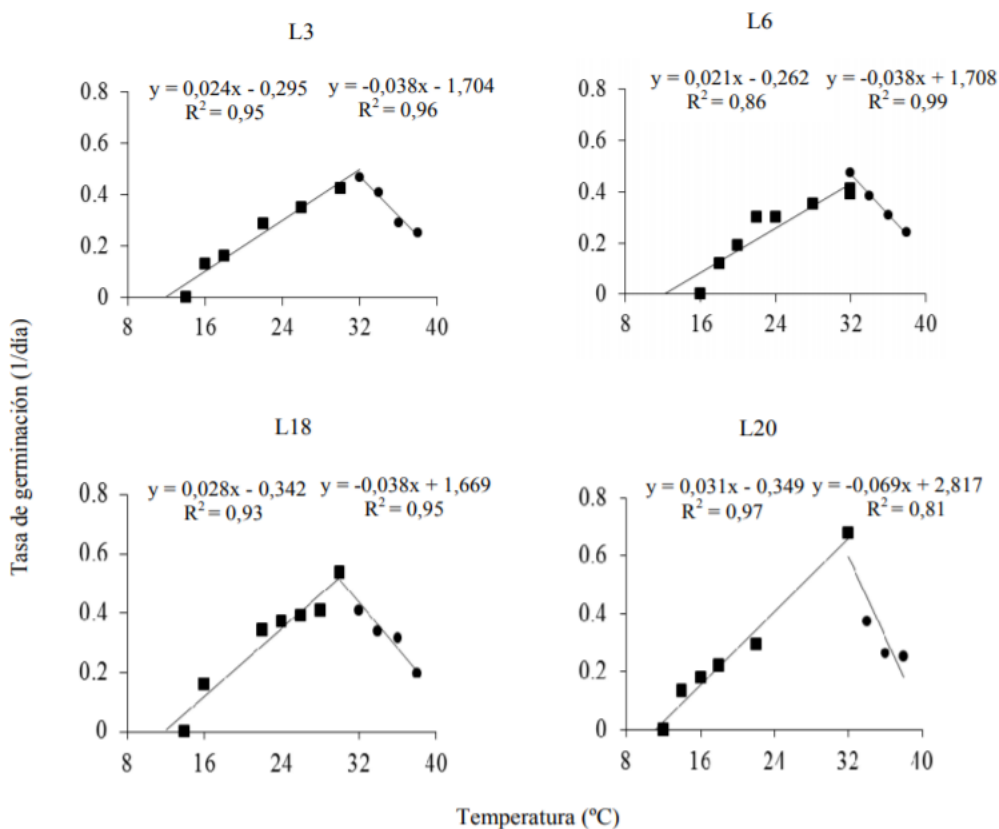 L3
y = 0,024x - 0,295 y = -0,038x - 1,704
R² = 0,95 R² = 0,96
0.8
0.6
0.4
0.2
0
8 16 24 32 40
L6
y = 0,021x - 0,262 y = -0,038x + 1,708
R² = 0,86 R² = 0,99
0.8
0.6
0.4
0.2
0
8 16 24 32 40
Tasa de germinación (1/día)
L18
y = 0,028x - 0,342 y = -0,038x + 1,669
R² = 0,93 R² = 0,95
0.8
0.6
0.4
0.2
0
8 16 24 32 40
L20
y = 0,031x - 0,349 y = -0,069x + 2,817
R² = 0,97 R² = 0,81
0.8
0.6
0.4
0.2
0
8 16 24 32 40
Temperatura (ºC)